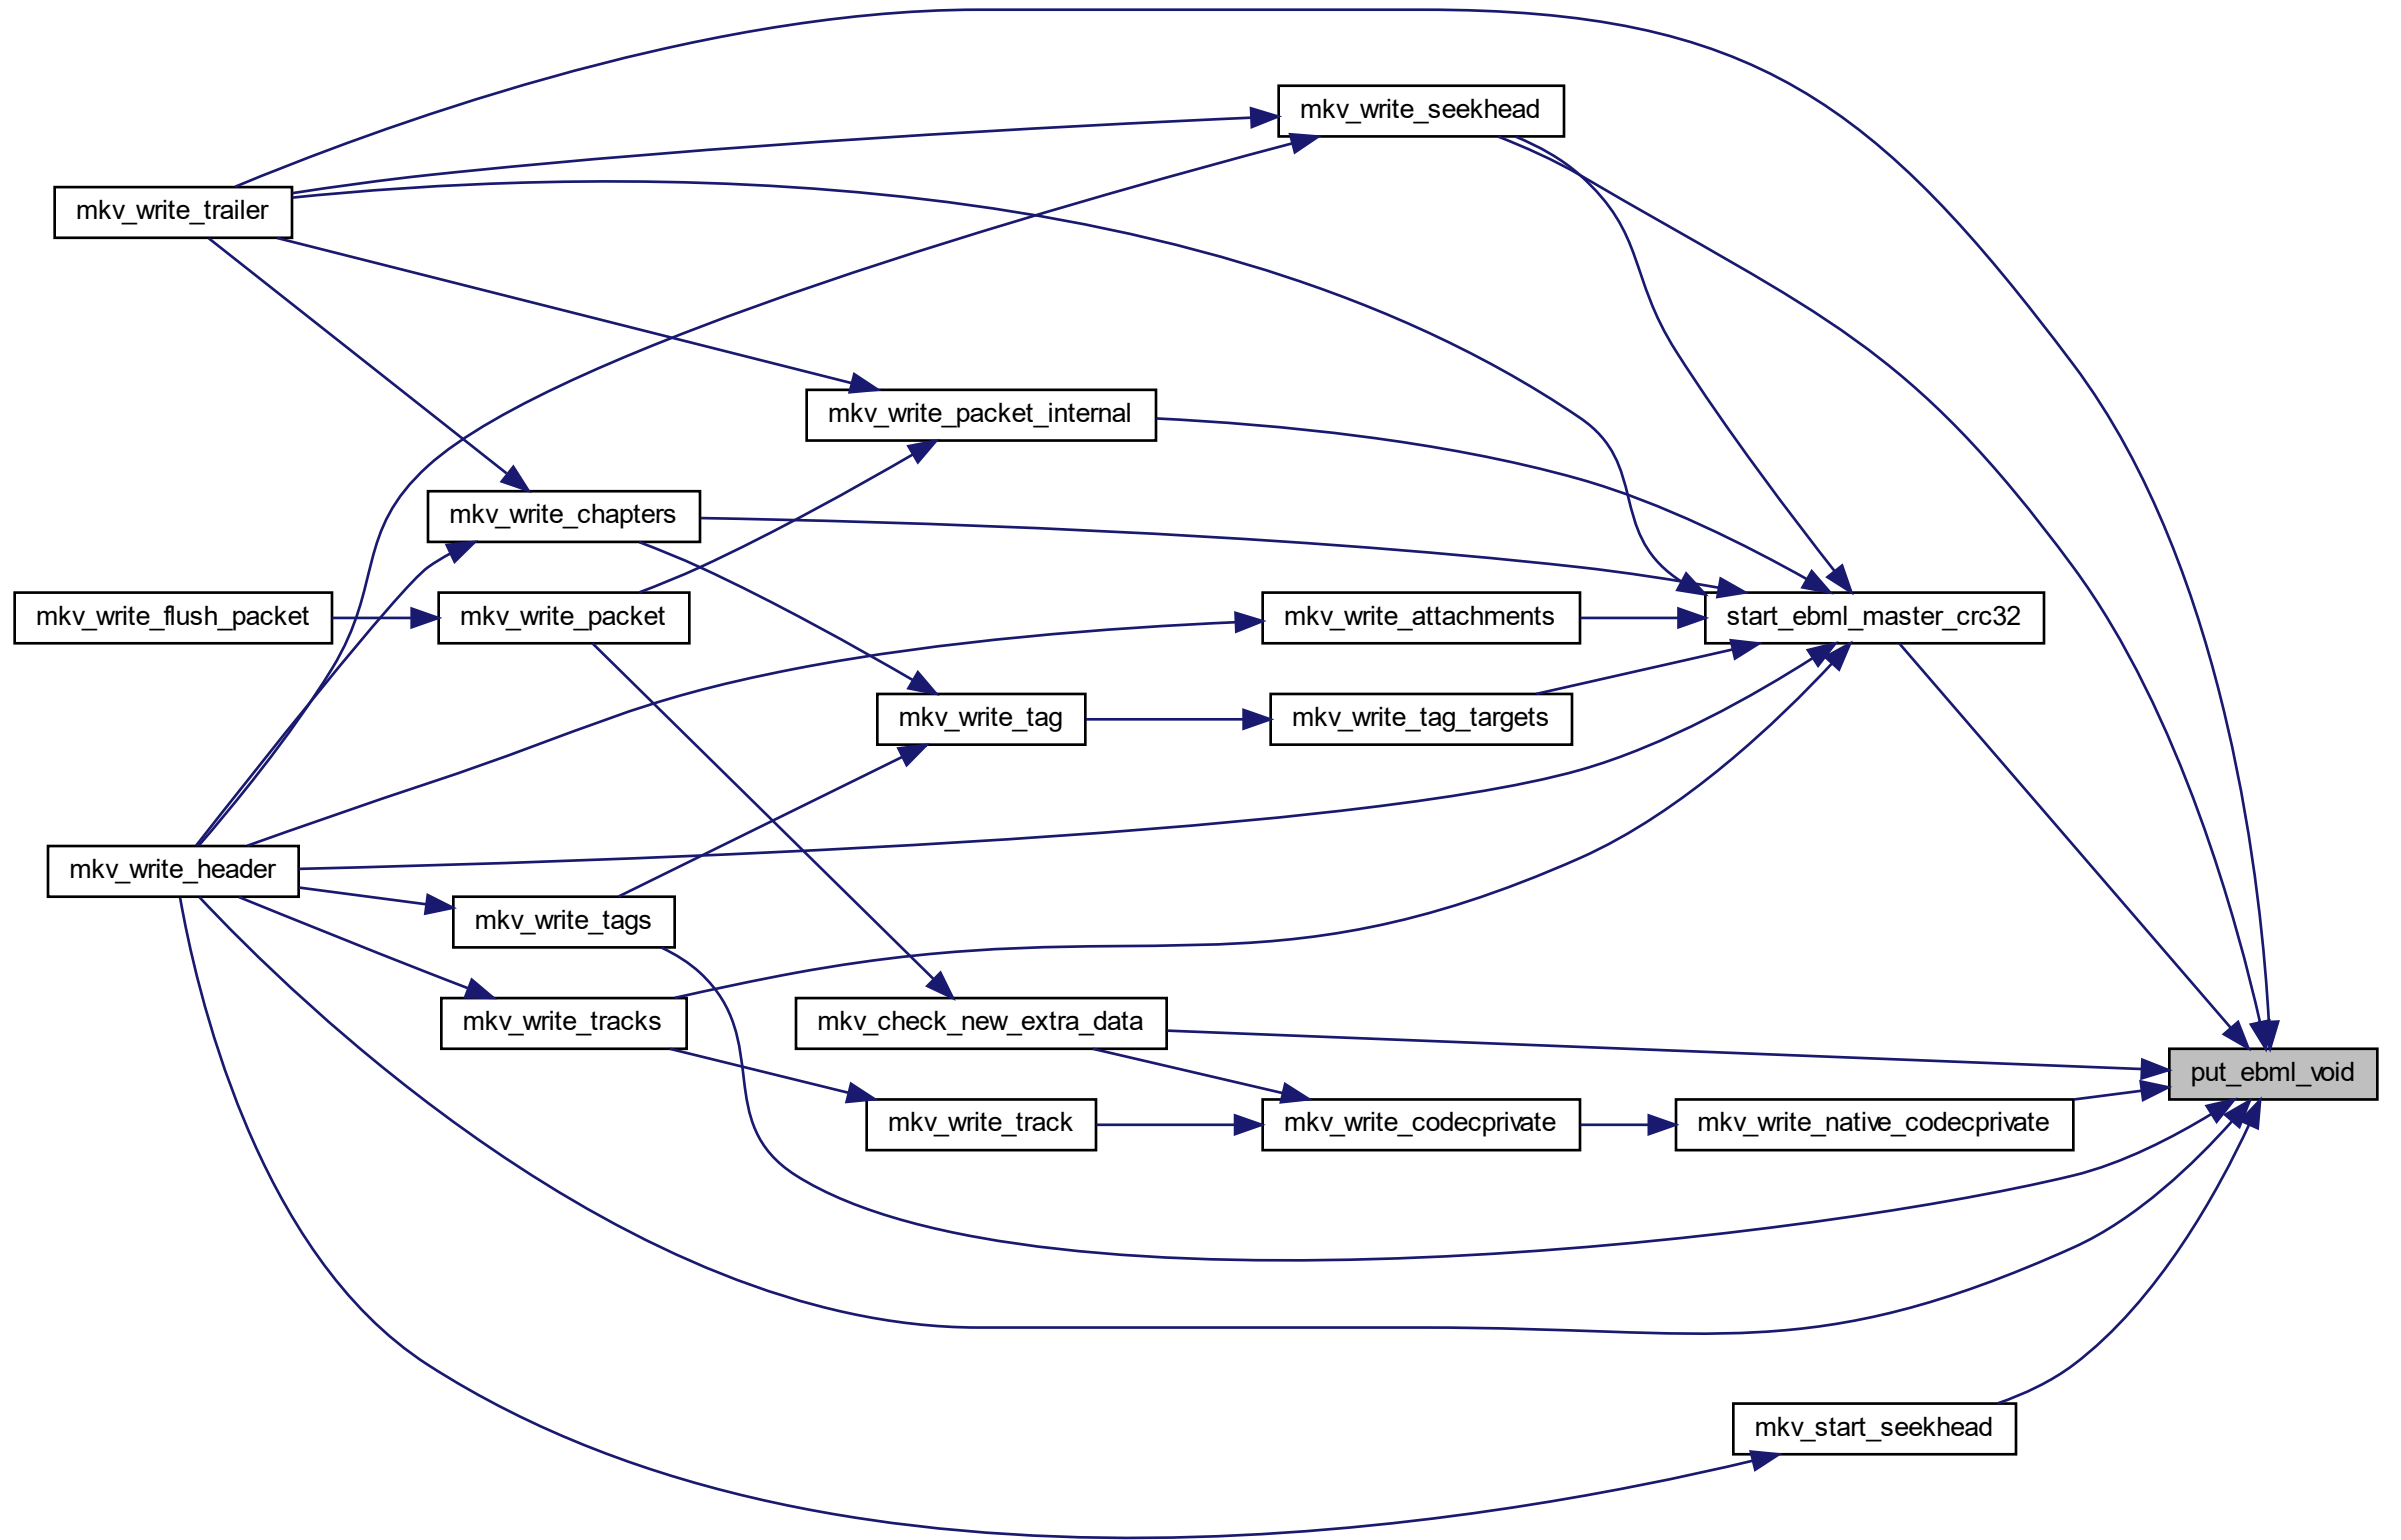 mkv_write_seekhead
mkv_write_trailer
mkv_write_packet_internal
mkv_write_chapters
mkv_write_flush_packet
mkv_write_packet
mkv_write_attachments
start_ebml_master_crc32
mkv_write_tag
mkv_write_tag_targets
mkv_write_header
mkv_write_tags
mkv_write_tracks
mkv_check_new_extra_data
put_ebml_void
mkv_write_track
mkv_write_codecprivate
mkv_write_native_codecprivate
mkv_start_seekhead